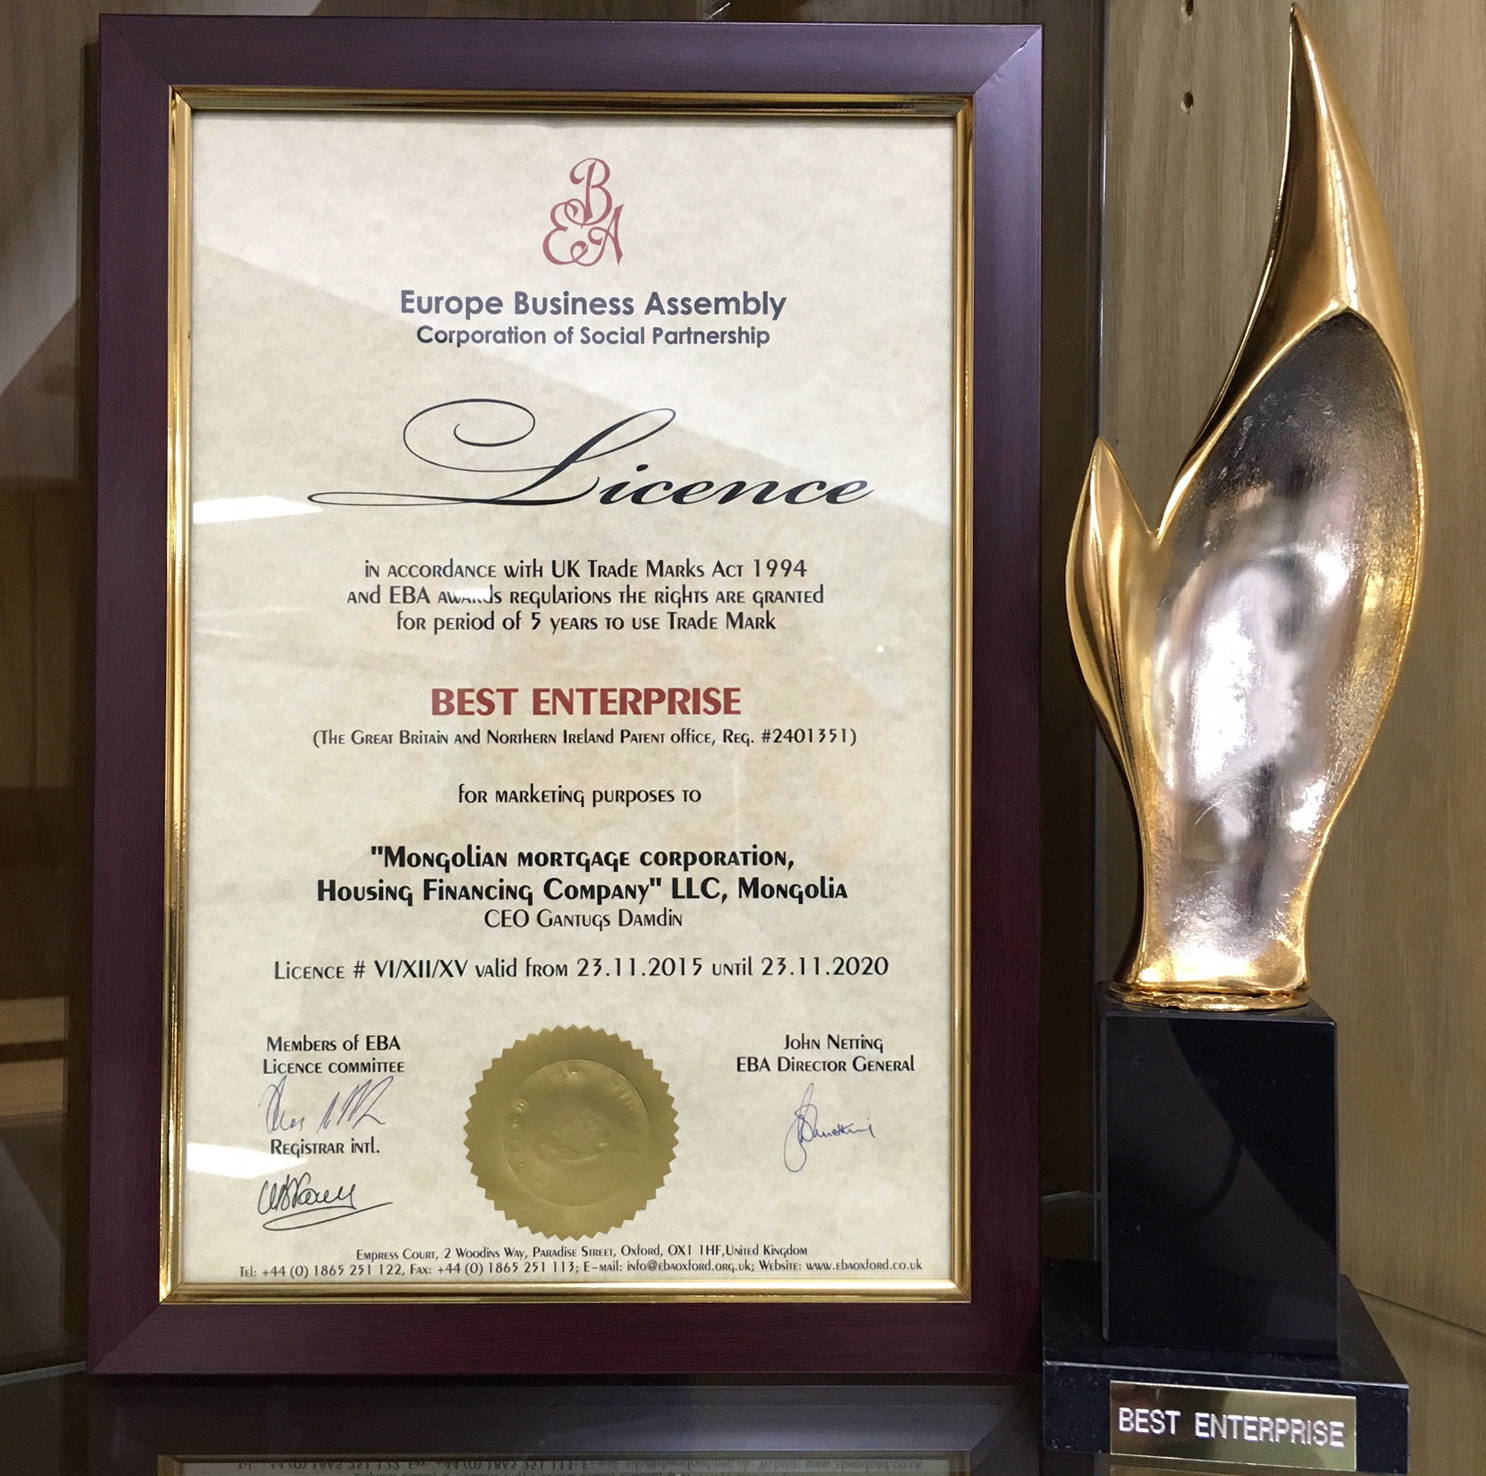 EBA
Europe Business Assembly
Corporation of Social Partnership
Licence
in accordance with UK Trade Marks Act 1994
and EBA awards regulations the rights are granted
for period of 5 years to use Trade Mark
BEST ENTERPRISE
(The Great Britain and Northern Ireland Patent office, Reg. #2401351)
for marketing purposes to
"Mongolian mortgage corporation,
Housing Financing Company" LLC, Mongolia
CEO Gantugs Damdin
Licence # VI/XII/XV valid from 23.11.2015 until 23.11.2020
Members of EBA
Licence committee
Registrar intl.
John Netting
EBA Director General
Empress Court, 2 Woodins Way, Paradise Street, Oxford, OX1 1HF,United Kingdom
Tel: +44 (0) 1865 251 122, Fax: +44 (0) 1865 251 113; E-mail: info@ebaoxford.org.uk; Website: www.ebaoxford.co.uk
BEST ENTERPRISE